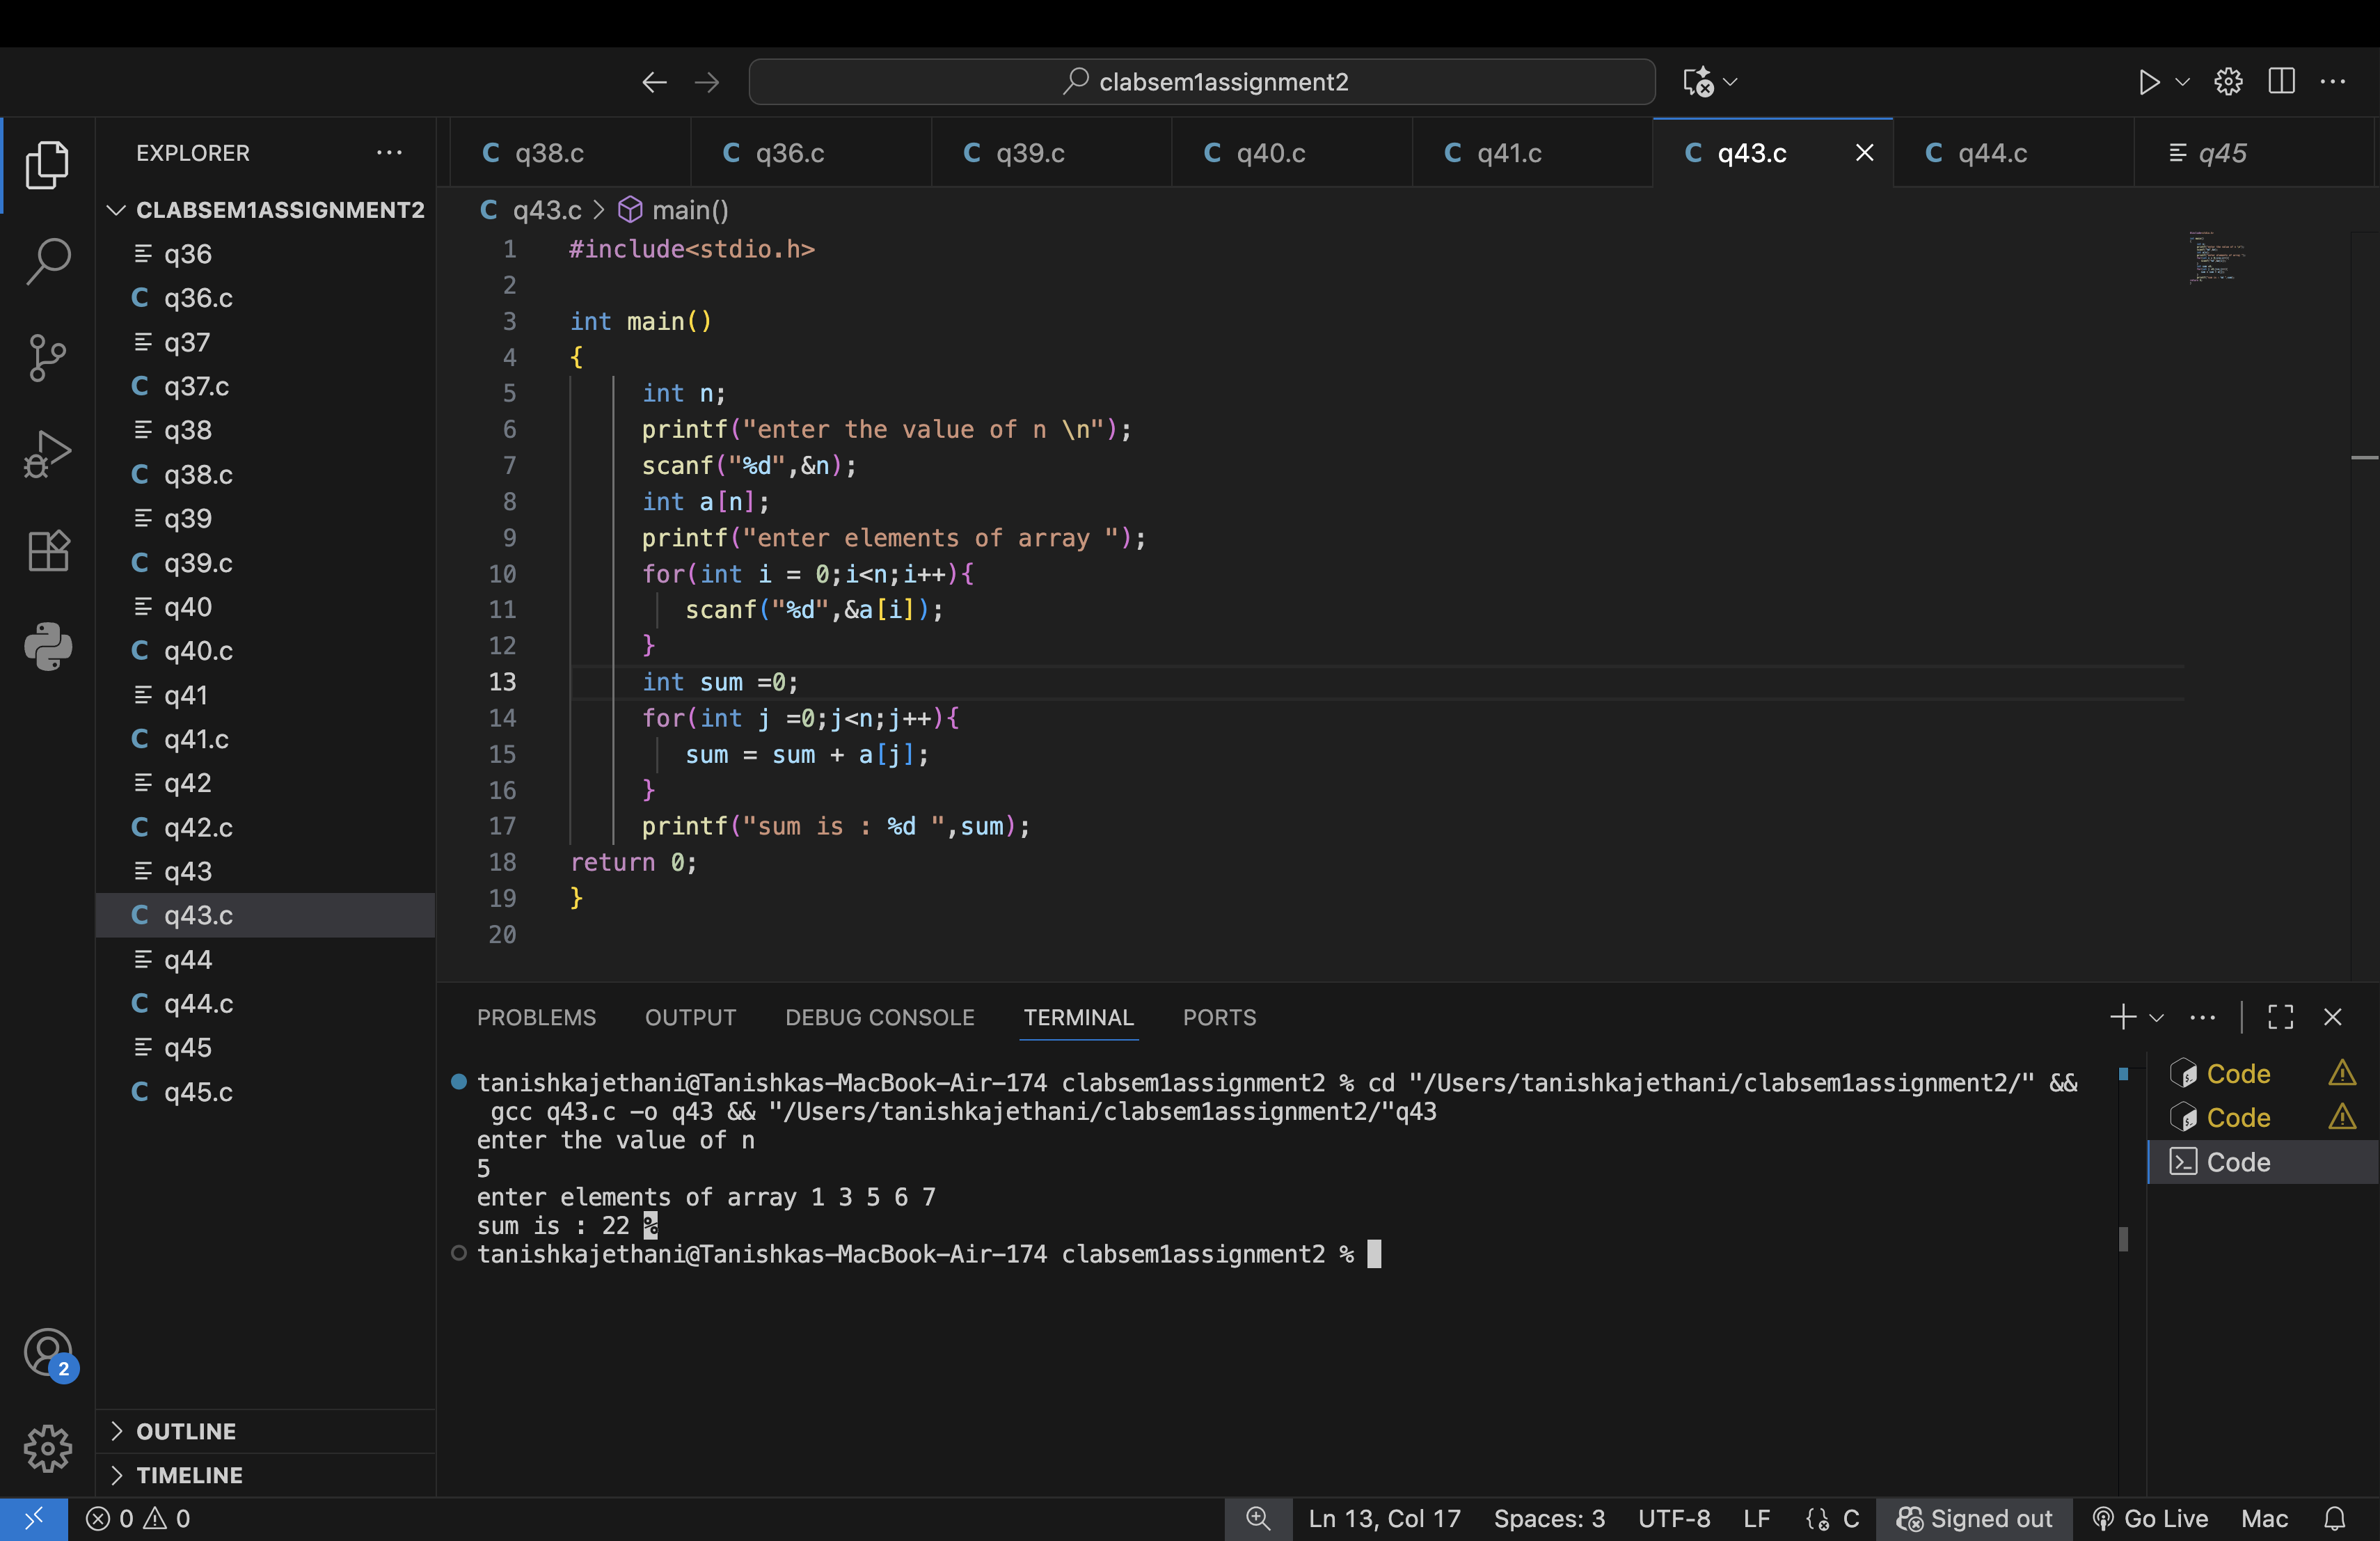 clabsem1assignment2
EXPLORER
CLABSEM1ASSIGNMENT2
q36
C q36.c
q37
C q37.c
q38
C q38.c
q39
C q39.c
q40
C q40.c
q41
C q41.c
q42
C q42.c
q43
C q43.c
q44
C q44.c
q45
C q45.c
OUTLINE
TIMELINE
C q38.c C q36.c C q39.c C q40.c C q41.c C q43.c C q44.c q45
C q43.c > main()
1 #include<stdio.h>
2
3 int main()
4 {
5 int n;
6 printf("enter the value of n \n");
7 scanf("%d",&n);
8 int a[n];
9 printf("enter elements of array ");
10 for(int i = 0;i<n;i++){
11 scanf("%d",&a[i]);
12 }
13 int sum =0;
14 for(int j =0;j<n;j++){
15 sum = sum + a[j];
16 }
17 printf("sum is : %d ",sum);
18 return 0;
19 }
20
PROBLEMS OUTPUT DEBUG CONSOLE TERMINAL PORTS
tanishkajethani@Tanishkas-MacBook-Air-174 clabsem1assignment2 % cd "/Users/tanishkajethani/clabsem1assignment2/" &&
gcc q43.c -o q43 && "/Users/tanishkajethani/clabsem1assignment2/"q43
enter the value of n
5
enter elements of array 1 3 5 6 7
sum is : 22 %
tanishkajethani@Tanishkas-MacBook-Air-174 clabsem1assignment2 %
Code
Code
Code
2
0 0 Ln 13, Col 17 Spaces: 3 UTF-8 LF C Signed out Go Live Mac